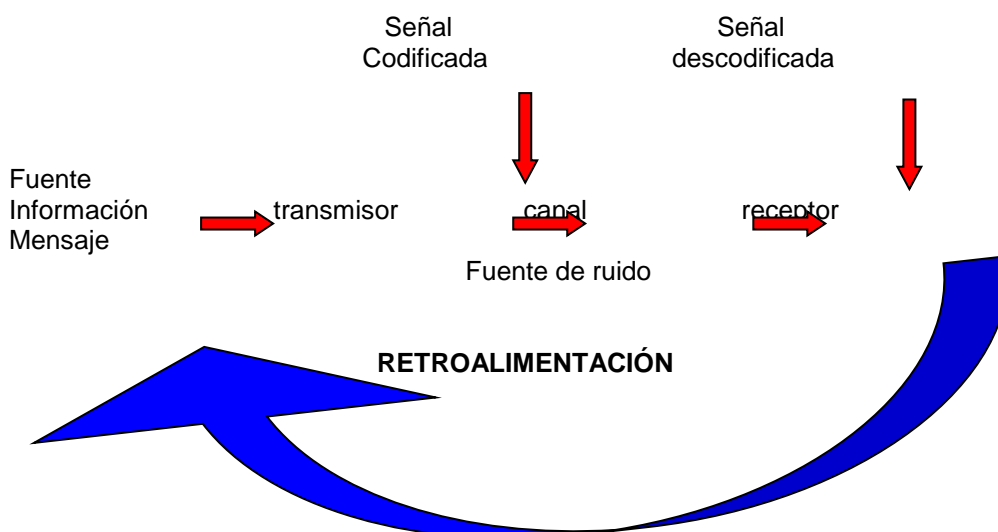 Señal
Codificada
Señal
descodificada
Fuente
Información
Mensaje
transmisor
canal
receptor
Fuente de ruido
RETROALIMENTACIÓN